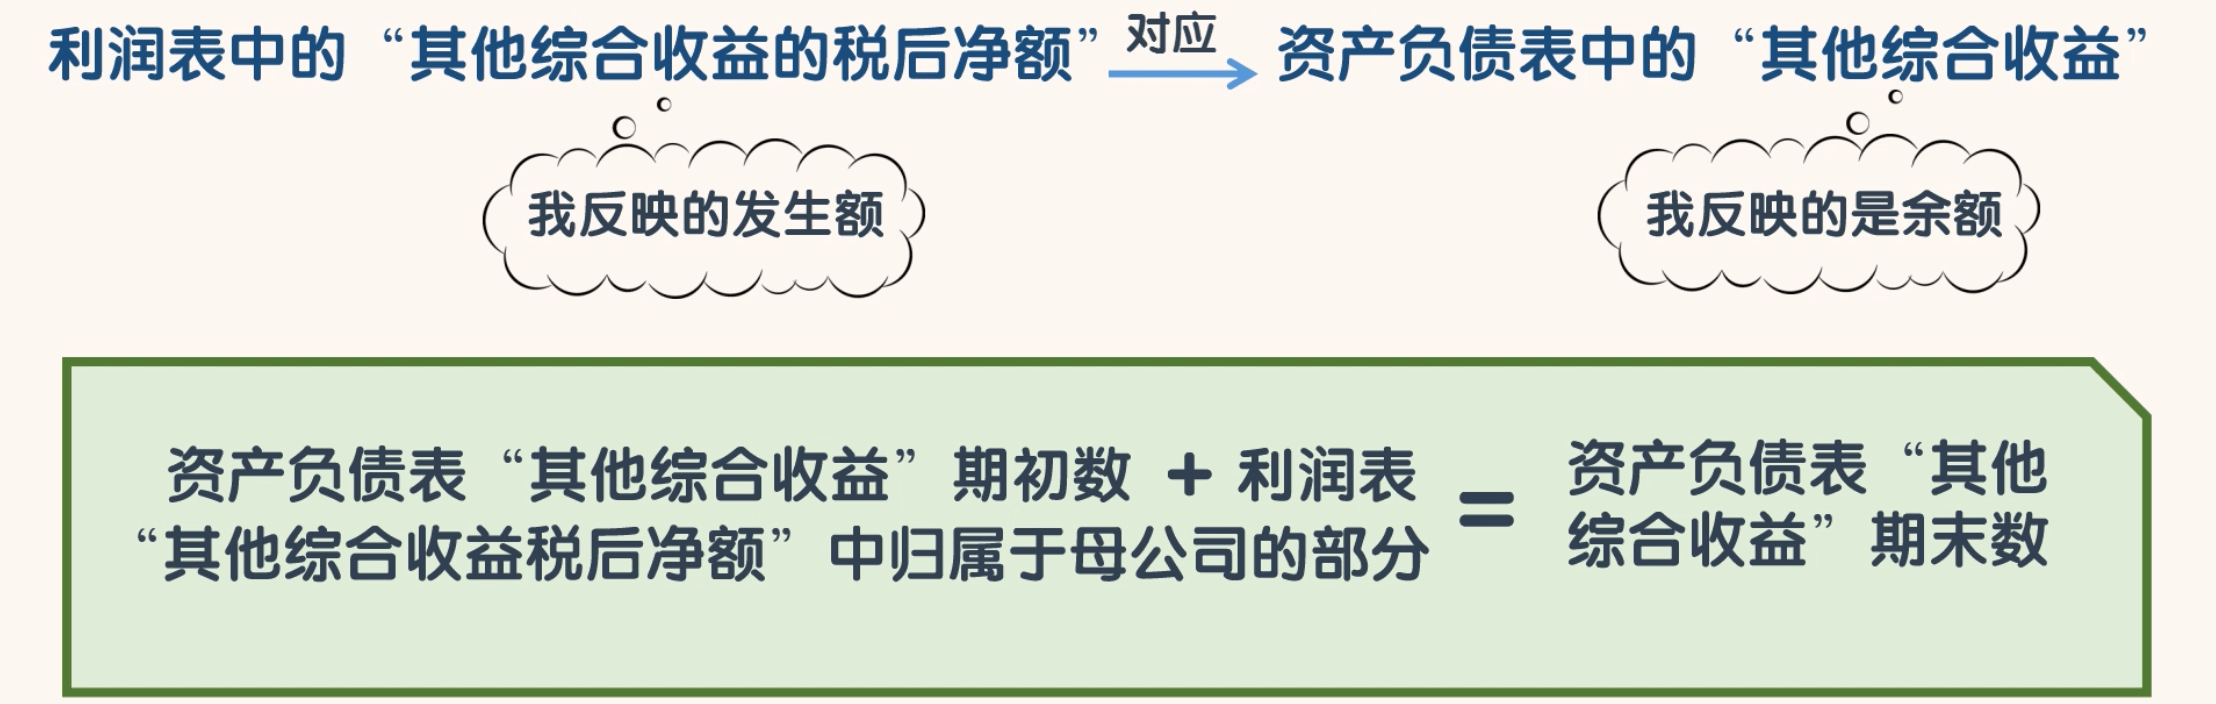 利润表中的“其他综合收益的税后净额” 对应 资产负债表中的“其他综合收益”
我反映的发生额
我反映的是余额
资产负债表“其他综合收益”期初数 + 利润表
“其他综合收益税后净额”中归属于母公司的部分
=
资产负债表“其他
综合收益”期末数